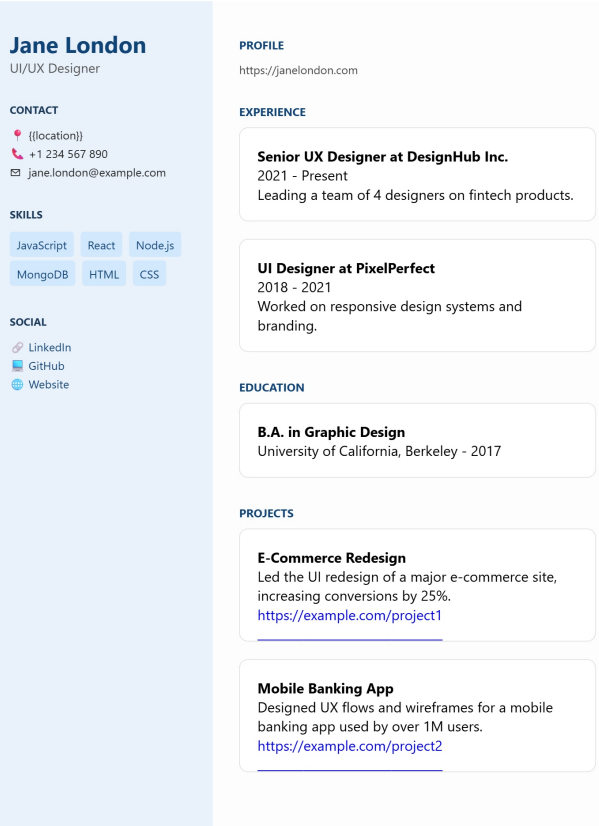 Jane London
UI/UX Designer
CONTACT
{{location}}
+1 234 567 890
jane.london@example.com
SKILLS
JavaScript React Node.js
MongoDB HTML CSS
SOCIAL
LinkedIn
GitHub
Website
PROFILE
https://janelondon.com
EXPERIENCE
Senior UX Designer at DesignHub Inc.
2021 - Present
Leading a team of 4 designers on fintech products.
UI Designer at PixelPerfect
2018 - 2021
Worked on responsive design systems and
branding.
EDUCATION
B.A. in Graphic Design
University of California, Berkeley - 2017
PROJECTS
E-Commerce Redesign
Led the UI redesign of a major e-commerce site,
increasing conversions by 25%.
https://example.com/project1
Mobile Banking App
Designed UX flows and wireframes for a mobile
banking app used by over 1M users.
https://example.com/project2